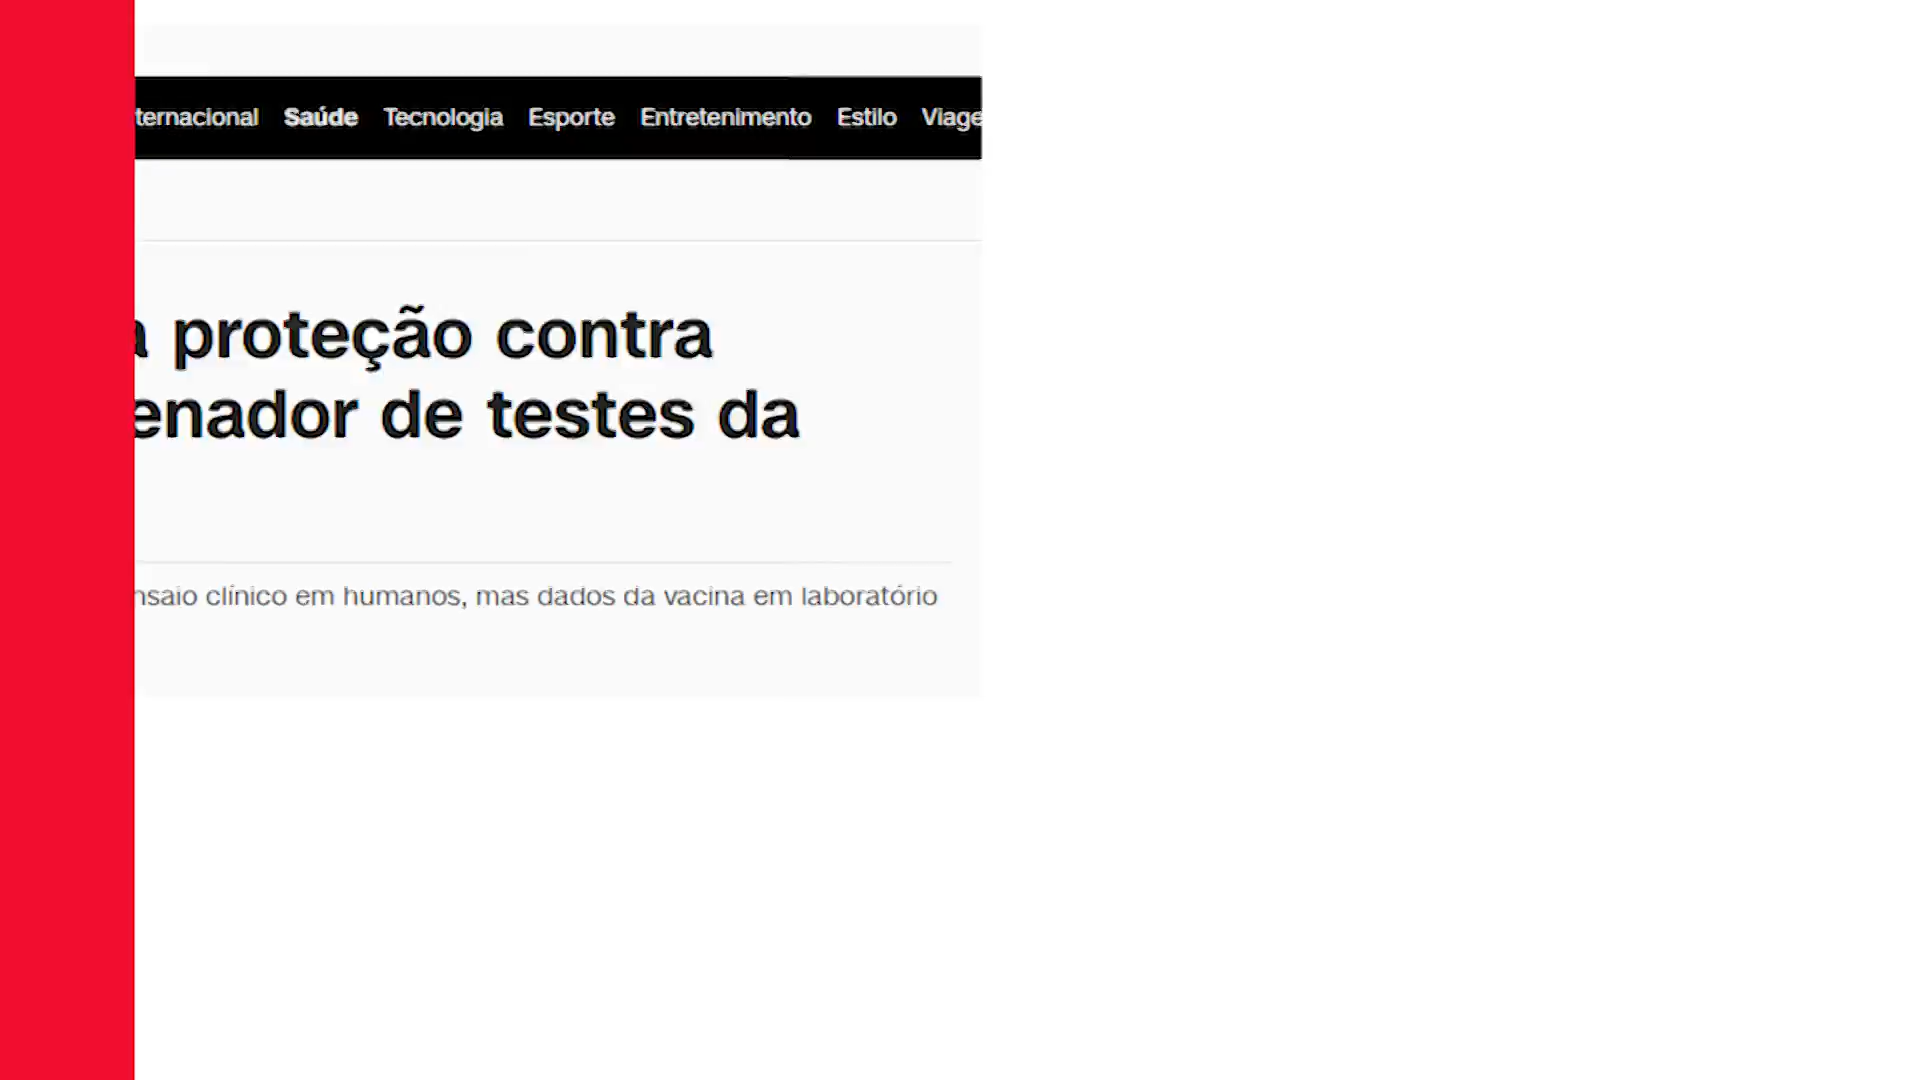 ternacional Saúde Tecnologia Esporte Entretenimento Estilo Viage
a proteção contra
enador de testes da
nsaio clínico em humanos, mas dados da vacina em laboratório